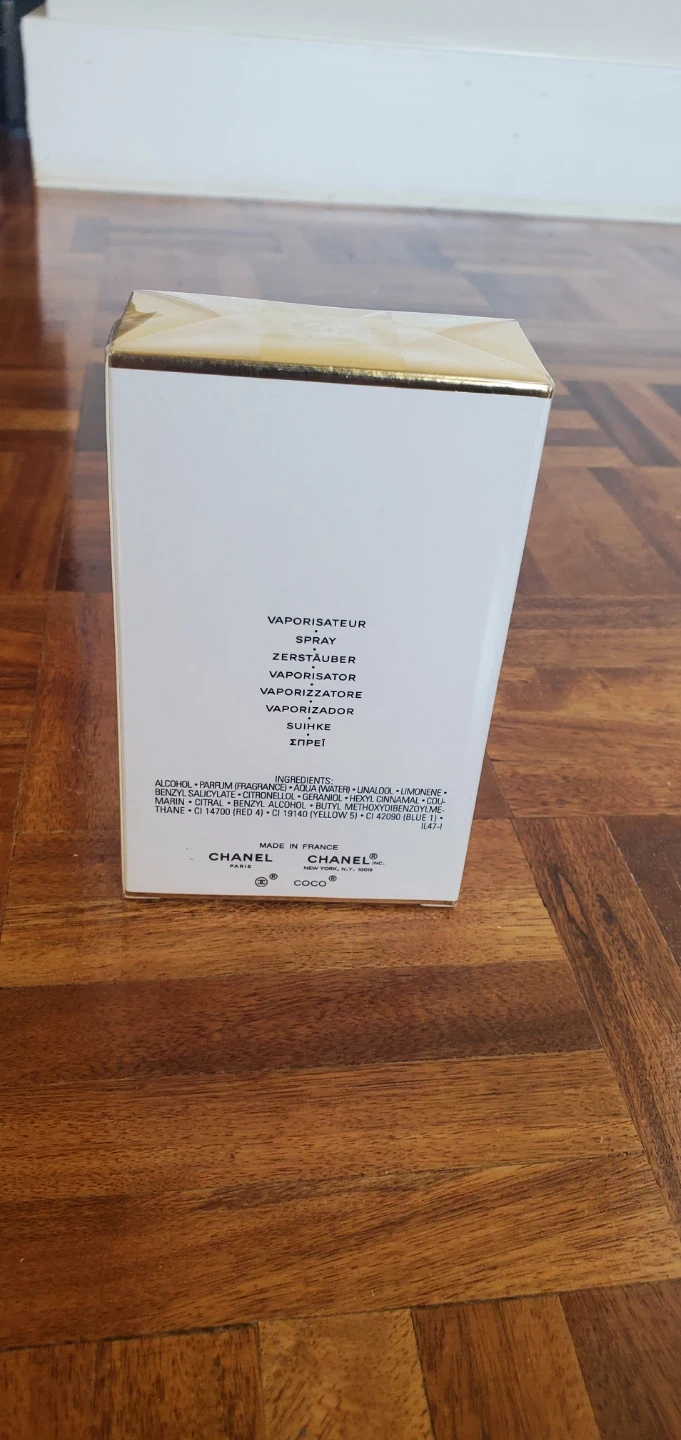 VAPORISATEUR
•
SPRAY
•
ZERSTÄUBER
•
VAPORISATOR
•
VAPORIZZATORE
•
VAPORIZADOR
•
SUIHKE
•
ΣΠΡΕΪ
INGREDIENTS:
ALCOHOL • PARFUM (FRAGRANCE) • AQUA (WATER) • LINALOOL • LIMONENE •
BENZYL SALICYLATE • CITRONELLOL • GERANIOL • HEXYL CINNAMAL • COU-
MARIN • CITRAL • BENZYL ALCOHOL • BUTYL METHOXYDIBENZOYLME-
THANE • CI 14700 (RED 4) • CI 19140 (YELLOW 5) • CI 42090 (BLUE 1) •
IL47-I
MADE IN FRANCE
CHANEL CHANEL® INC.
PARIS NEW YORK, N.Y. 10019
® COCO®